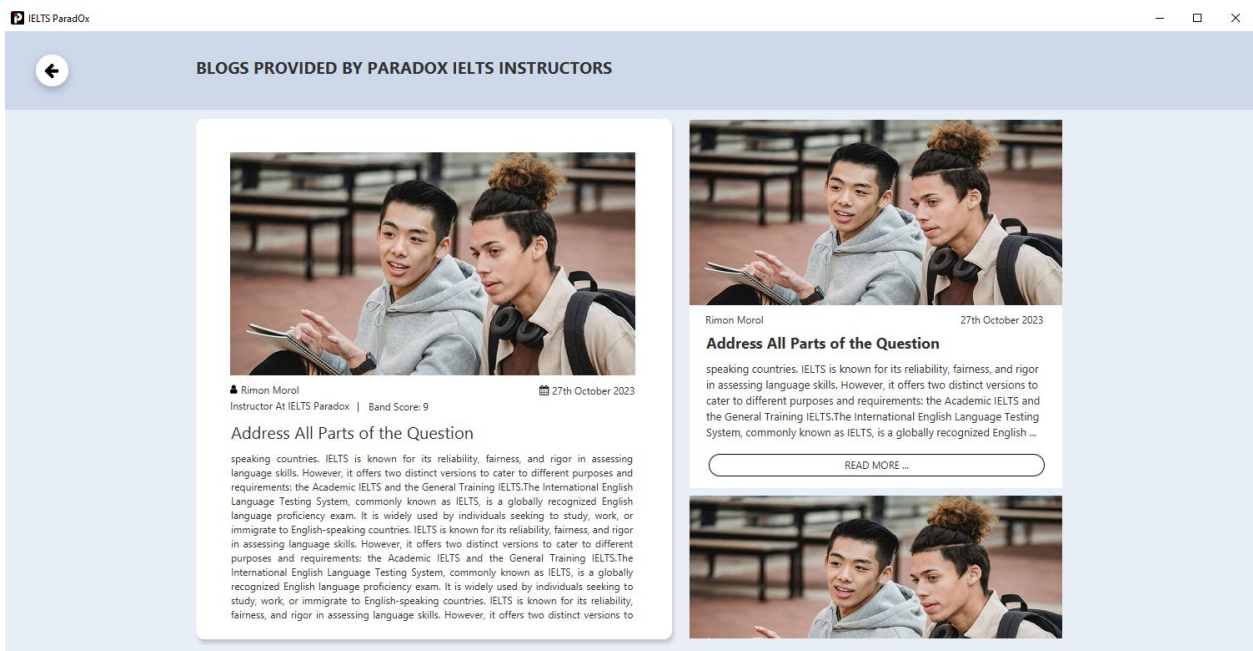 IELTS ParadOx
BLOGS PROVIDED BY PARADOX IELTS INSTRUCTORS
Rimon Morol
27th October 2023
Instructor At IELTS Paradox | Band Score: 9
Address All Parts of the Question
speaking countries. IELTS is known for its reliability, fairness, and rigor in assessing
language skills. However, it offers two distinct versions to cater to different purposes and
requirements: the Academic IELTS and the General Training IELTS.The International English
Language Testing System, commonly known as IELTS, is a globally recognized English
language proficiency exam. It is widely used by individuals seeking to study, work, or
immigrate to English-speaking countries. IELTS is known for its reliability, fairness, and rigor
in assessing language skills. However, it offers two distinct versions to cater to different
purposes and requirements: the Academic IELTS and the General Training IELTS.The
International English Language Testing System, commonly known as IELTS, is a globally
recognized English language proficiency exam. It is widely used by individuals seeking to
study, work, or immigrate to English-speaking countries. IELTS is known for its reliability,
fairness, and rigor in assessing language skills. However, it offers two distinct versions to
Rimon Morol
27th October 2023
Address All Parts of the Question
speaking countries. IELTS is known for its reliability, fairness, and rigor
in assessing language skills. However, it offers two distinct versions to
cater to different purposes and requirements: the Academic IELTS and
the General Training IELTS.The International English Language Testing
System, commonly known as IELTS, is a globally recognized English ...
READ MORE ...